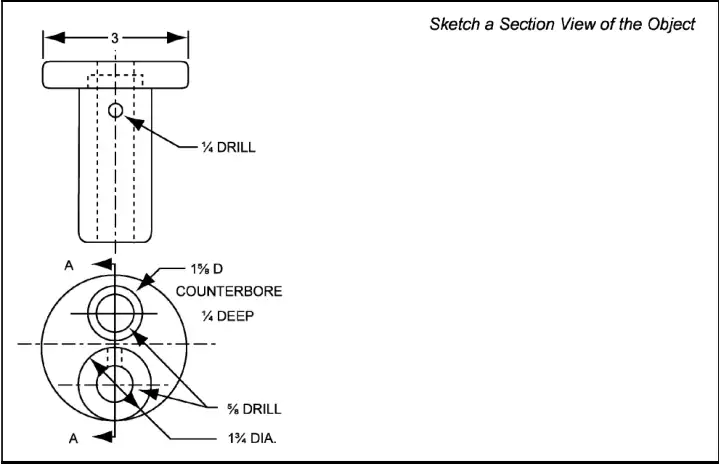 Sketch a Section View of the Object
3
¼ DRILL
A
1⅝ D
COUNTERBORE
¼ DEEP
⅝ DRILL
A
1¾ DIA.